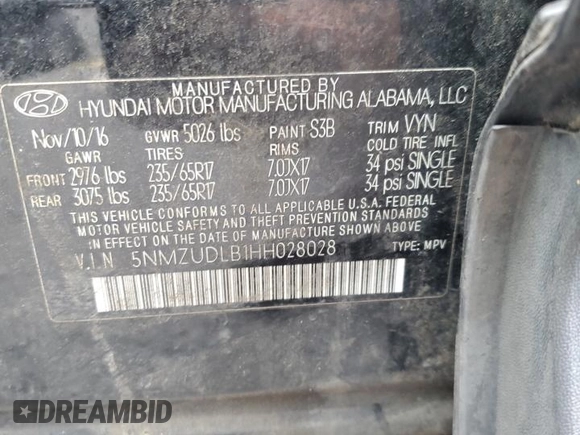 MANUFACTURED BY
HYUNDAI MOTOR MANUFACTURING ALABAMA, LLC
Nov/10/16 GVWR 5026 lbs PAINT S3B TRIM VYN
GAWR TIRES RIMS COLD TIRE INFL
FRONT 2976 lbs 235/65R17 7.0JX17 34 psi SINGLE
REAR 3075 lbs 235/65R17 7.0JX17 34 psi SINGLE
THIS VEHICLE CONFORMS TO ALL APPLICABLE U.S.A. FEDERAL
MOTOR VEHICLE SAFETY AND THEFT PREVENTION STANDARDS
IN EFFECT ON THE DATE OF MANUFACTURE SHOWN ABOVE.
V.I.N 5NMZUDLB1HH028028 TYPE: MPV
DREAMBID